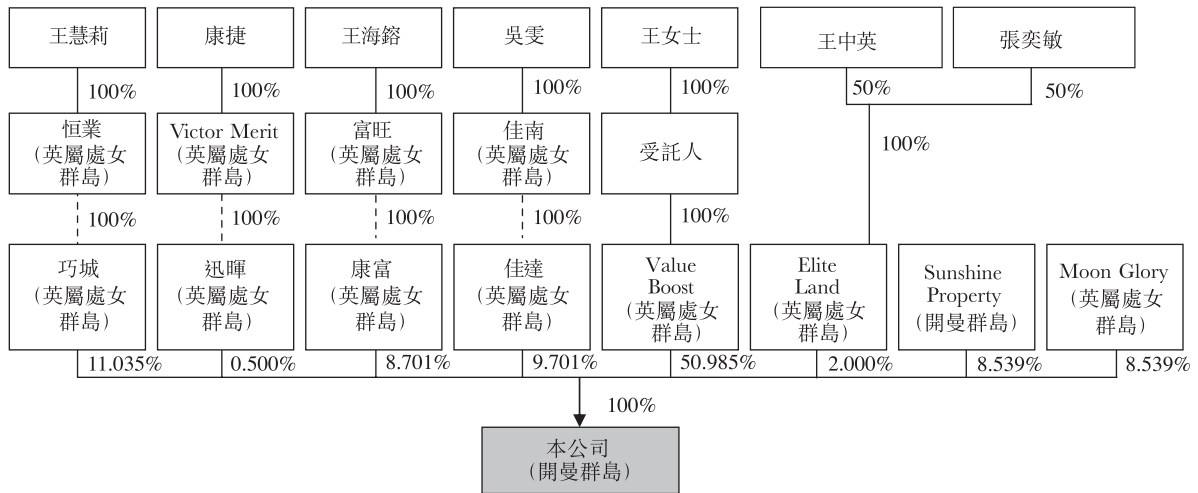 王慧莉
康捷
王海鎔
吳雯
王女士
王中英
張奕敏
100%
100%
100%
100%
100%
50%
50%
恒業
(英屬處女
群島)
Victor Merit
(英屬處女
群島)
富旺
(英屬處女
群島)
佳南
(英屬處女
群島)
受託人
100%
100%
100%
100%
100%
100%
巧城
(英屬處女
群島)
迅暉
(英屬處女
群島)
康富
(英屬處女
群島)
佳達
(英屬處女
群島)
Value
Boost
(英屬處女
群島)
Elite
Land
(英屬處女
群島)
Sunshine
Property
(開曼群島)
Moon Glory
(英屬處女
群島)
11.035%
0.500%
8.701%
9.701%
50.985%
2.000%
8.539%
8.539%
100%
本公司
(開曼群島)